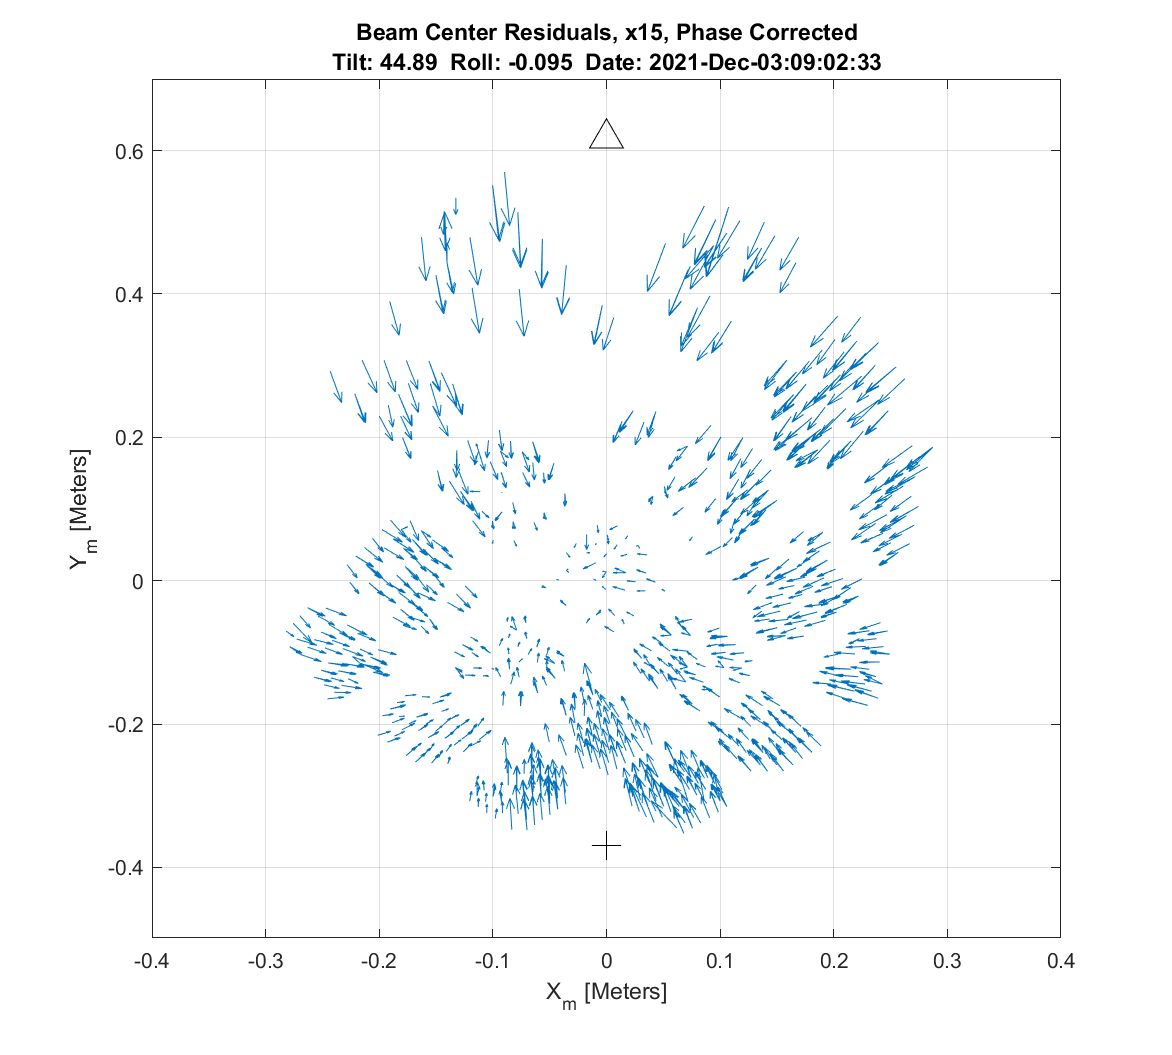 Beam Center Residuals, x15, Phase Corrected
Tilt: 44.89  Roll: -0.095  Date: 2021-Dec-03:09:02:33
0.6
0.4
0.2
0
-0.2
-0.4
Y_m [Meters]
-0.4 -0.3 -0.2 -0.1 0 0.1 0.2 0.3 0.4
X_m [Meters]